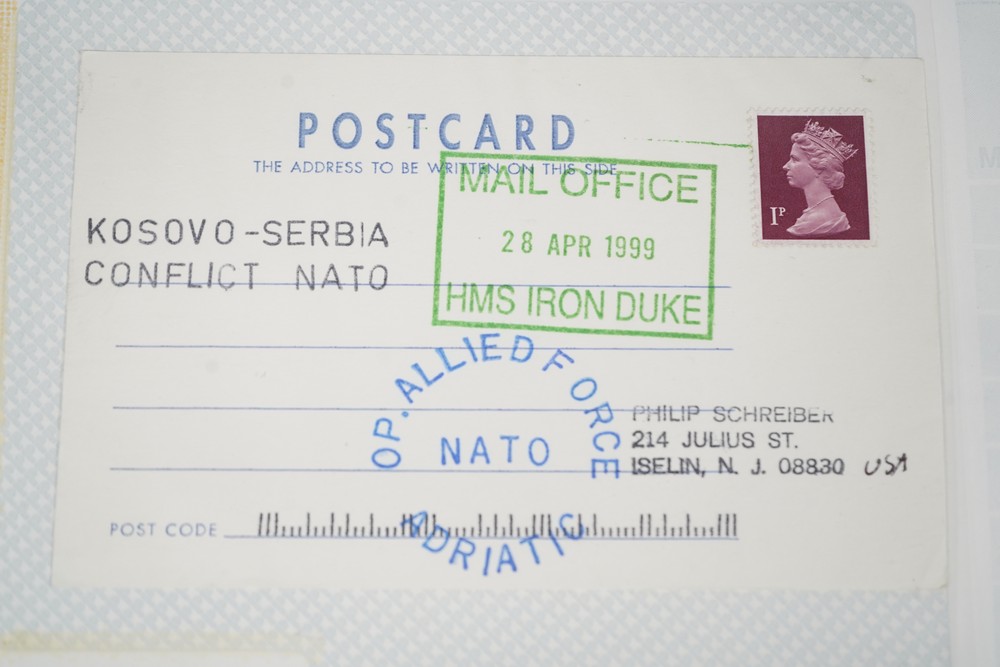 POSTCARD
THE ADDRESS TO BE WRITTEN ON THIS SIDE
1P
MAIL OFFICE
28 APR 1999
HMS IRON DUKE
KOSOVO-SERBIA
CONFLICT NATO
OP. ALLIED FORCE
NATO
ADRIATIC
PHILIP SCHREIBER
214 JULIUS ST.
ISELIN, N. J. 08830 USA
POST CODE